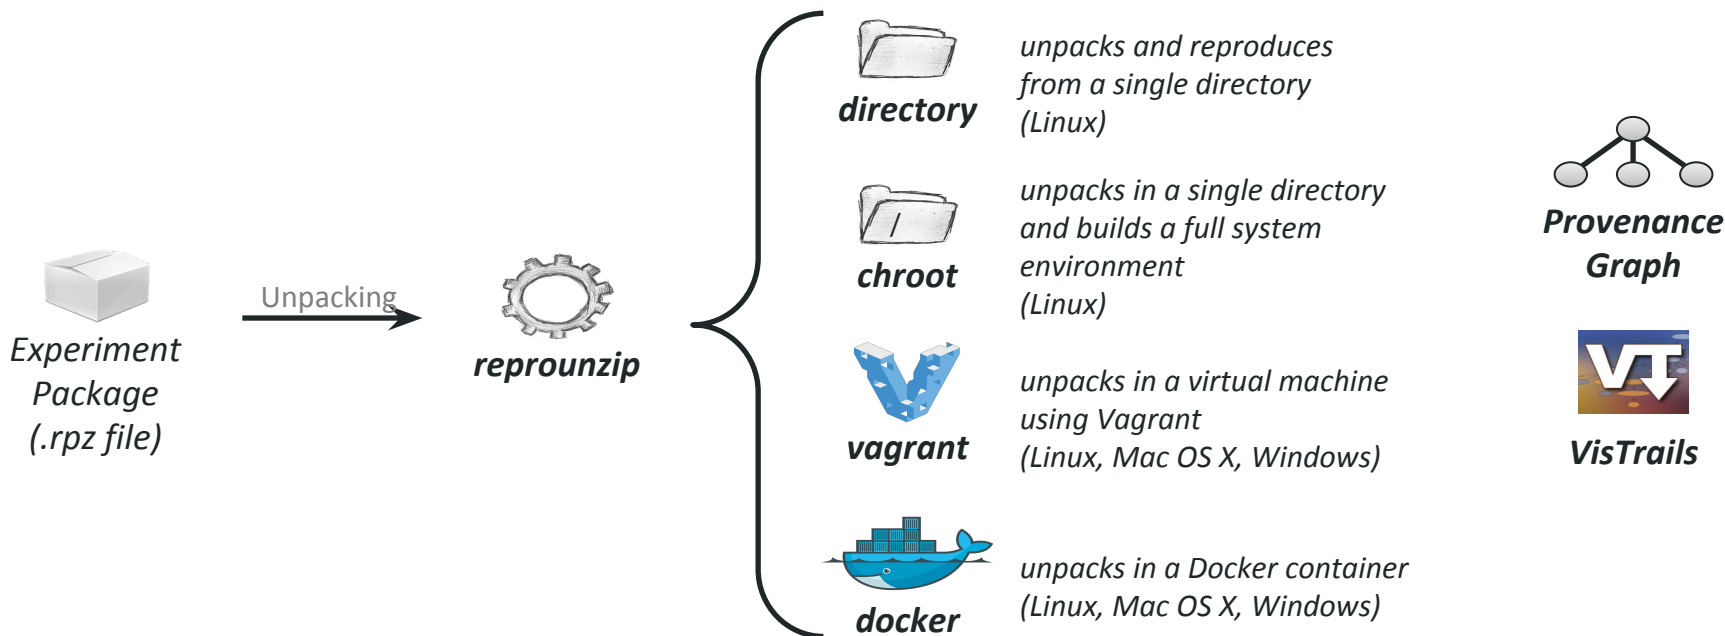 Experiment
Package
(.rpz file)
Unpacking
reprounzip
directory
unpacks and reproduces
from a single directory
(Linux)
/
chroot
unpacks in a single directory
and builds a full system
environment
(Linux)
vagrant
unpacks in a virtual machine
using Vagrant
(Linux, Mac OS X, Windows)
docker
unpacks in a Docker container
(Linux, Mac OS X, Windows)
Provenance
Graph
VT
VisTrails